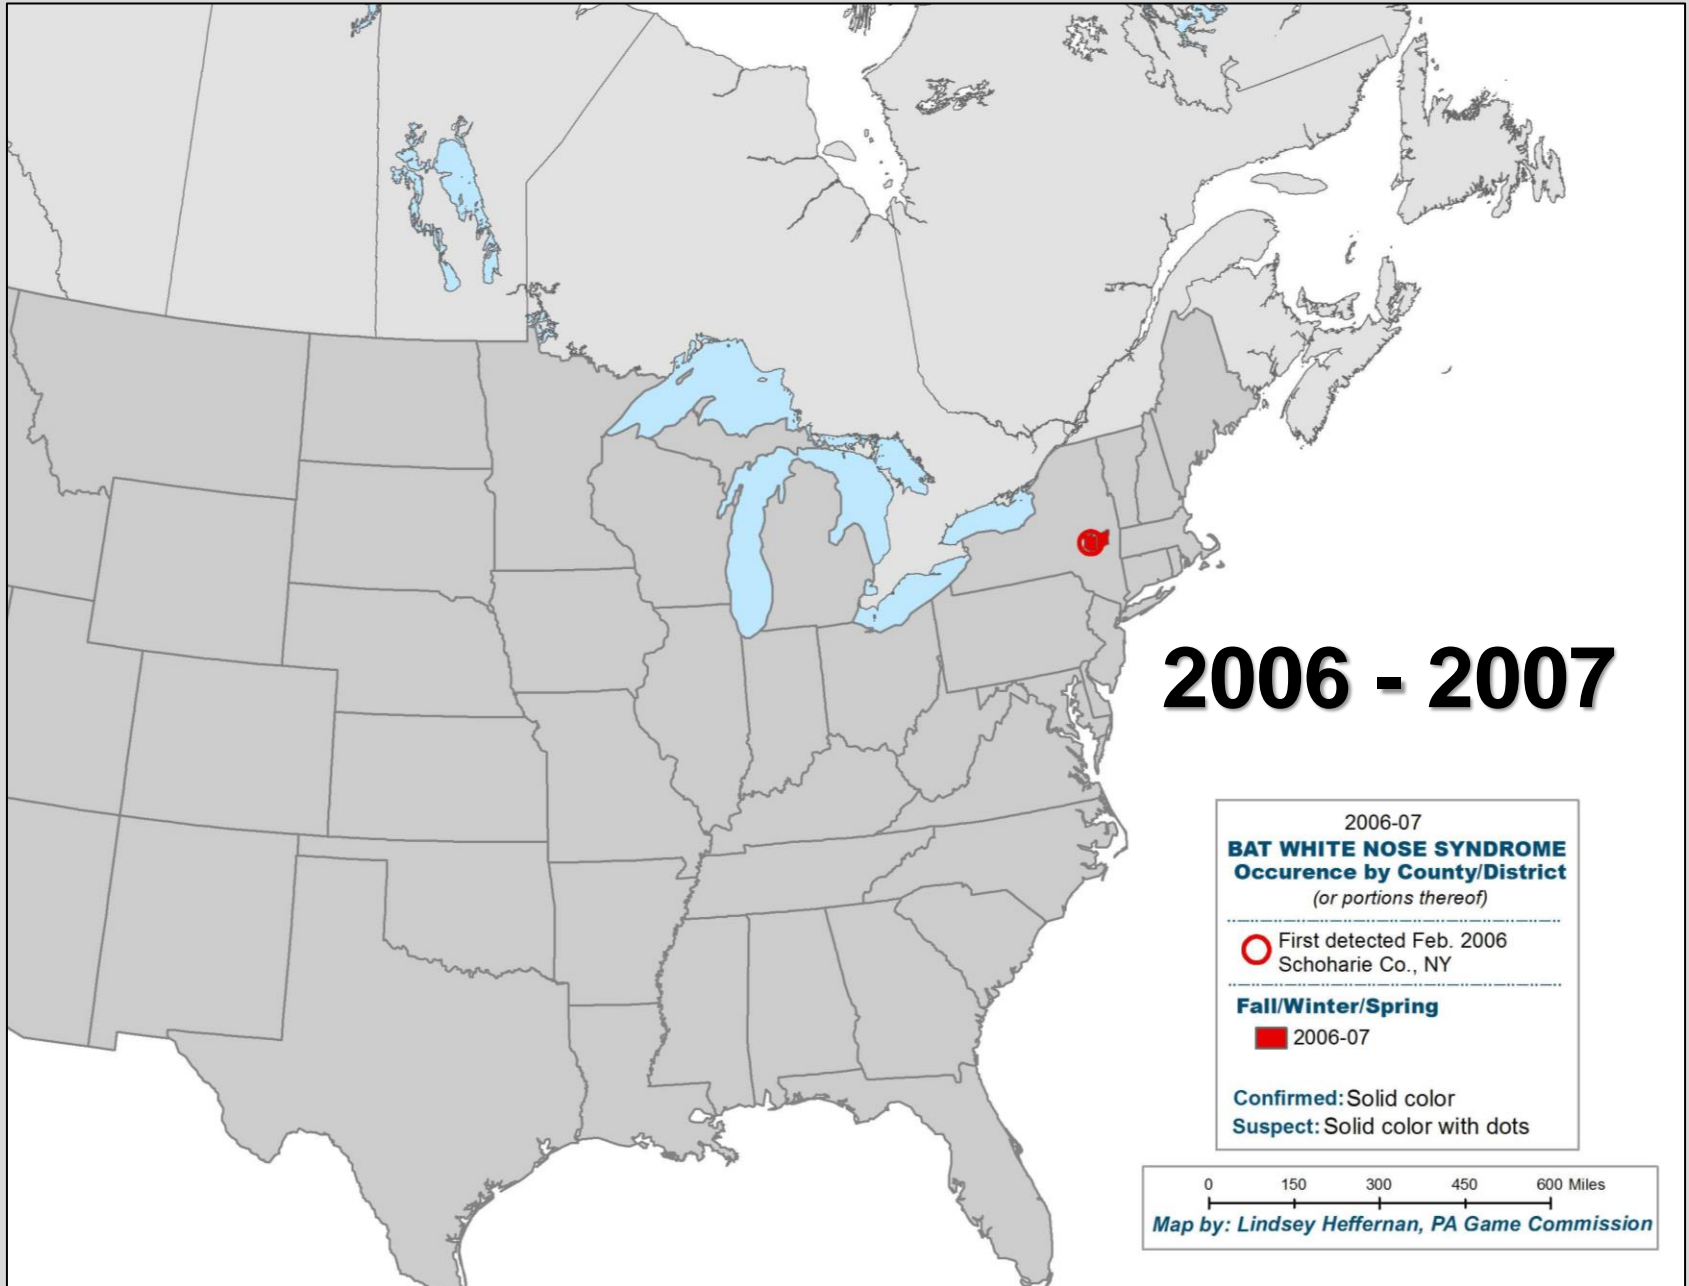 2006 - 2007
2006-07
BAT WHITE NOSE SYNDROME
Occurence by County/District
(or portions thereof)
First detected Feb. 2006
Schoharie Co., NY
Fall/Winter/Spring
2006-07
Confirmed: Solid color
Suspect: Solid color with dots
0 150 300 450 600 Miles
Map by: Lindsey Heffernan, PA Game Commission